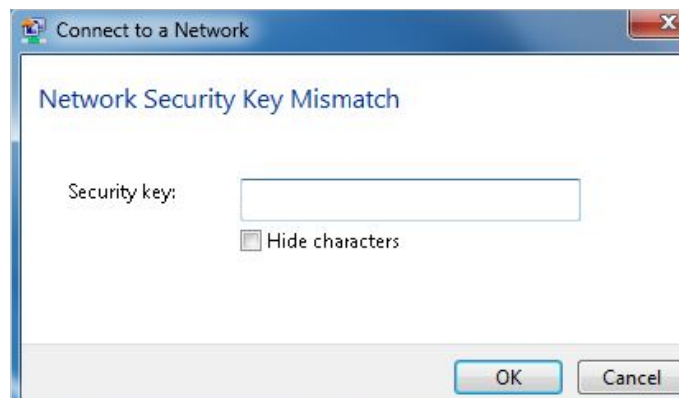 Connect to a Network
Network Security Key Mismatch
Security key:
Hide characters
OK Cancel